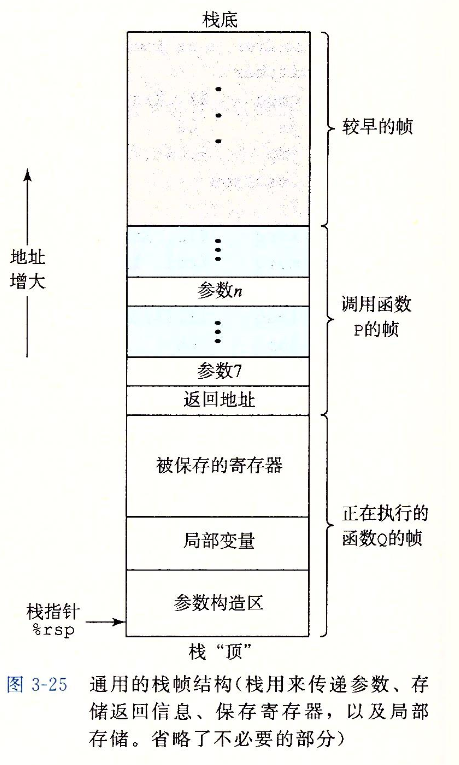 栈底
较早的帧
地址
增大
参数n
调用函数
P的帧
参数7
返回地址
被保存的寄存器
正在执行的
函数Q的帧
局部变量
参数构造区
栈指针
%rsp
栈“顶”
图 3-25 通用的栈帧结构(栈用来传递参数、存
储返回信息、保存寄存器，以及局部
存储。省略了不必要的部分)